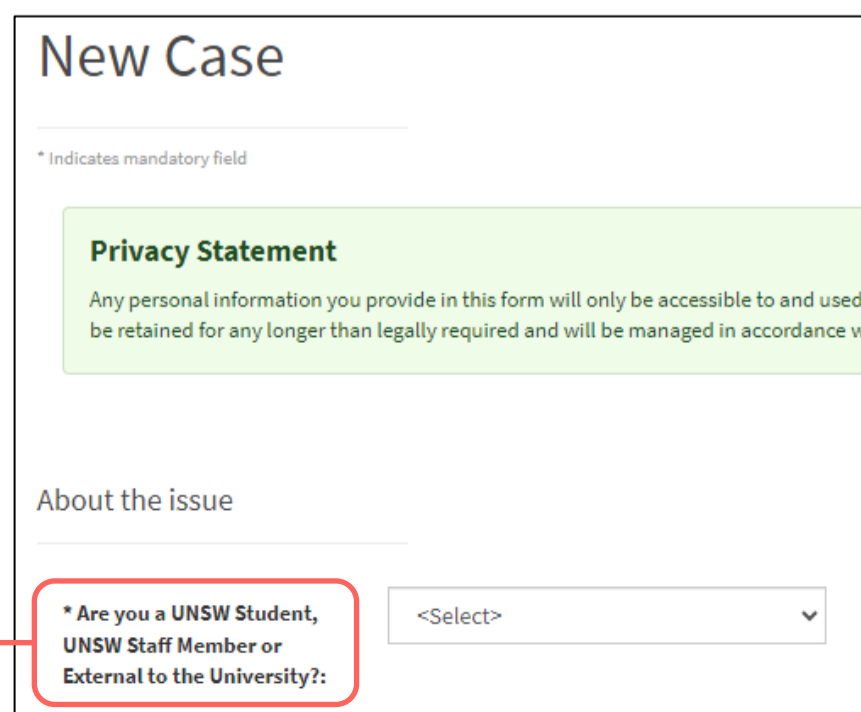 New Case
* Indicates mandatory field
Privacy Statement
Any personal information you provide in this form will only be accessible to and used
be retained for any longer than legally required and will be managed in accordance
About the issue
* Are you a UNSW Student,
UNSW Staff Member or
External to the University?:
<Select>